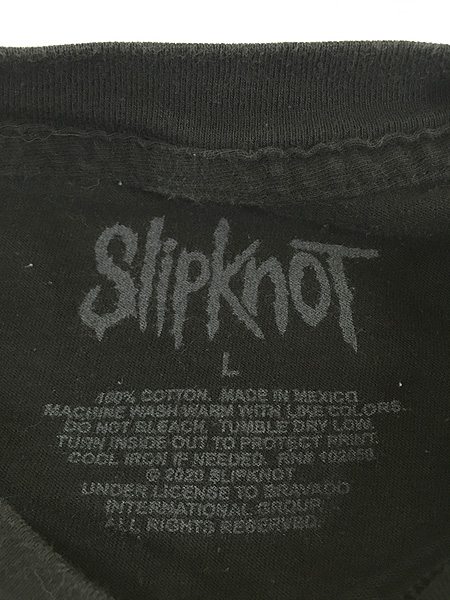 SLIPKNOT
L
100% COTTON. MADE IN MEXICO
MACHINE WASH WARM WITH LIKE COLORS.
DO NOT BLEACH. TUMBLE DRY LOW.
TURN INSIDE OUT TO PROTECT PRINT.
COOL IRON IF NEEDED. RN#
© 2020 SLIPKNOT
UNDER LICENSE TO BRAVADO
INTERNATIONAL GROUP.
ALL RIGHTS RESERVED.